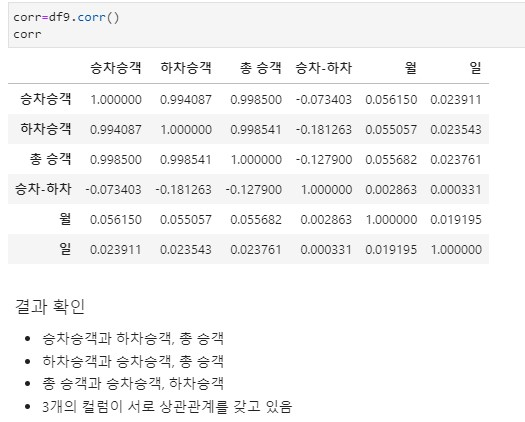 corr=df9.corr()
corr
승차승객 하차승객 총 승객 승차-하차 월 일
승차승객 1.000000 0.994087 0.998500 -0.073403 0.056150 0.023911
하차승객 0.994087 1.000000 0.998541 -0.181263 0.055057 0.023543
총 승객 0.998500 0.998541 1.000000 -0.127900 0.055682 0.023761
승차-하차 -0.073403 -0.181263 -0.127900 1.000000 0.002863 0.000331
월 0.056150 0.055057 0.055682 0.002863 1.000000 0.019195
일 0.023911 0.023543 0.023761 0.000331 0.019195 1.000000
결과 확인
• 승차승객과 하차승객, 총 승객
• 하차승객과 승차승객, 총 승객
• 총 승객과 승차승객, 하차승객
• 3개의 컬럼이 서로 상관관계를 갖고 있음